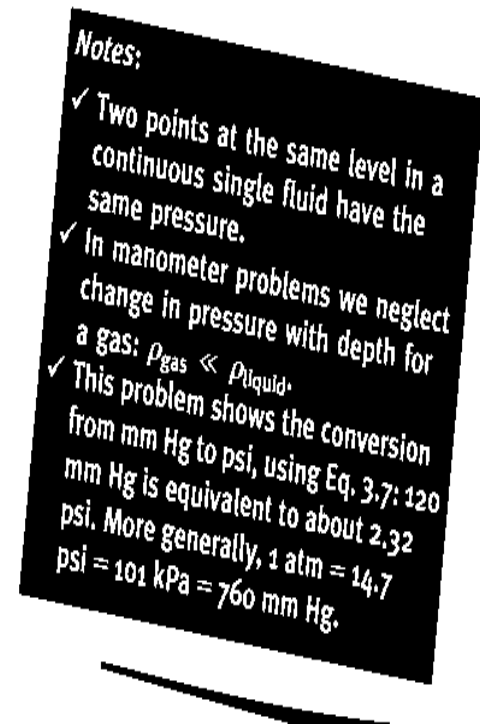 Notes:
✓ Two points at the same level in a
continuous single fluid have the
same pressure.
✓ In manometer problems we neglect
change in pressure with depth for
a gas: ρgas ≪ ρliquid.
✓ This problem shows the conversion
from mm Hg to psi, using Eq. 3.7: 120
mm Hg is equivalent to about 2.32
psi. More generally, 1 atm = 14.7
psi = 101 kPa = 760 mm Hg.